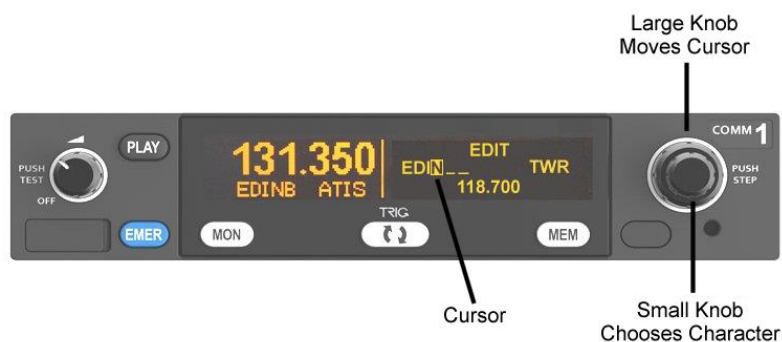 Large Knob
Moves Cursor
COMM 1
PLAY
PUSH
TEST
OFF
131.350
EDINB ATIS
EDIT
EDIN_ _
TWR
118.700
PUSH
STEP
TRIG
EMER
MON
MEM
Cursor
Small Knob
Chooses Character